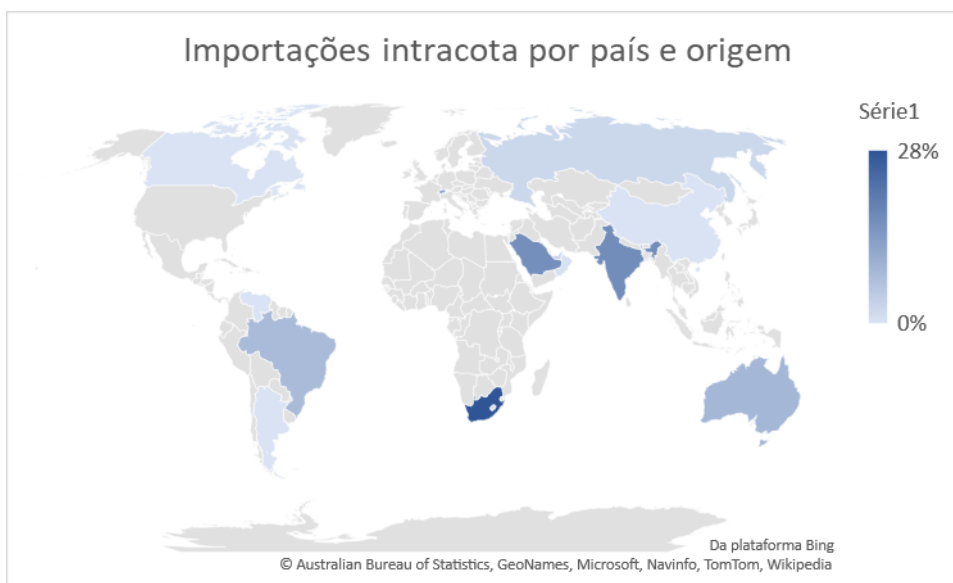 Importações intracota por país e origem
Série1
28%
0%
Da plataforma Bing
© Australian Bureau of Statistics, GeoNames, Microsoft, Navinfo, TomTom, Wikipedia